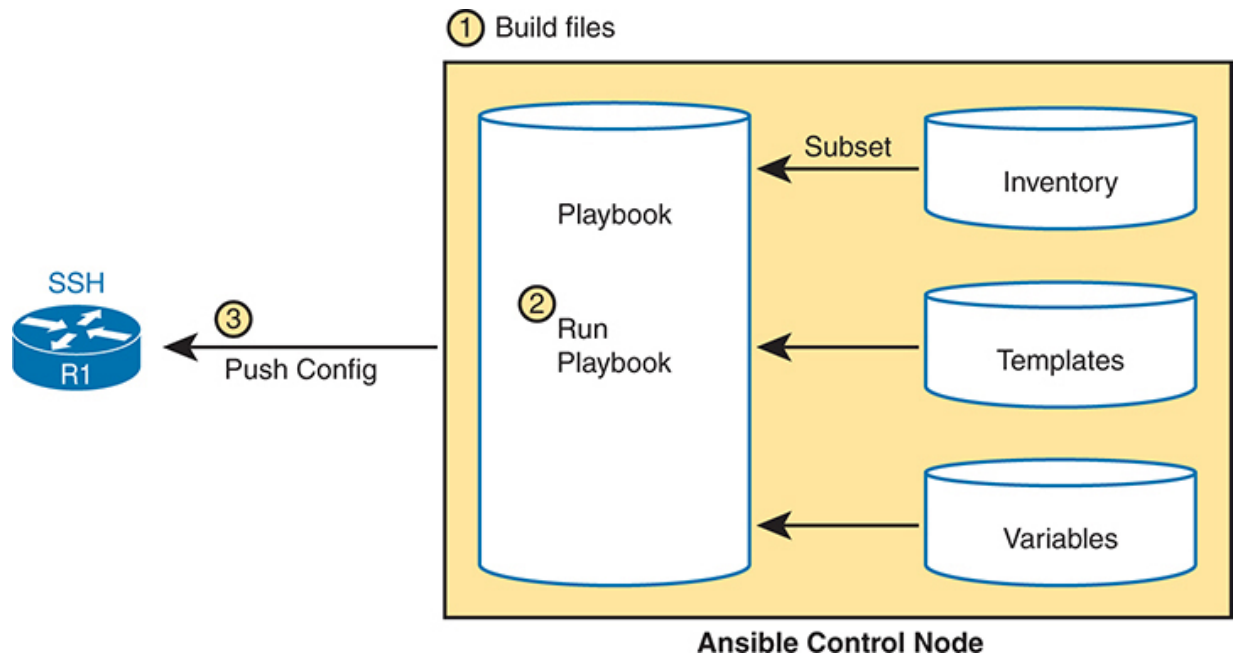 1 Build files
Subset
Inventory
Playbook
SSH
3
2
Run
Playbook
Templates
Push Config
R1
Variables
Ansible Control Node